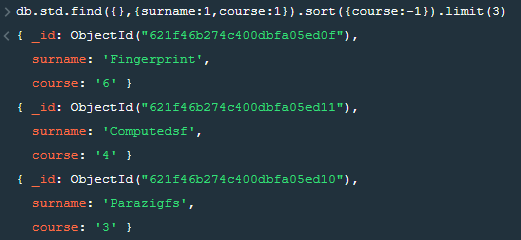 > db.std.find({},{surname:1,course:1}).sort({course:-1}).limit(3)
< { _id: ObjectId("621f46b274c400dbfa05ed0f"),
surname: 'Fingerprint',
course: '6' }
{ _id: ObjectId("621f46b274c400dbfa05ed11"),
surname: 'Computedsf',
course: '4' }
{ _id: ObjectId("621f46b274c400dbfa05ed10"),
surname: 'Parazigfs',
course: '3' }